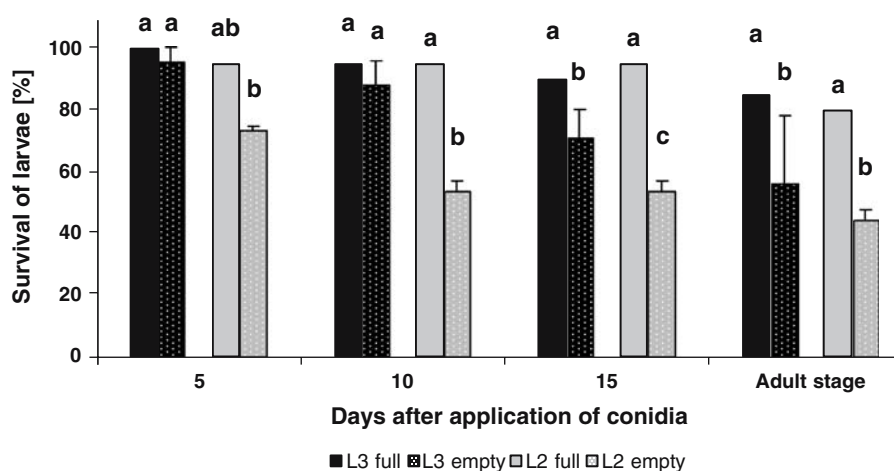 a a ab b a a a b a b a c a b a b
100
80
60
40
20
0
Survival of larvae [%]
5 10 15 Adult stage
Days after application of conidia
L3 full L3 empty L2 full L2 empty